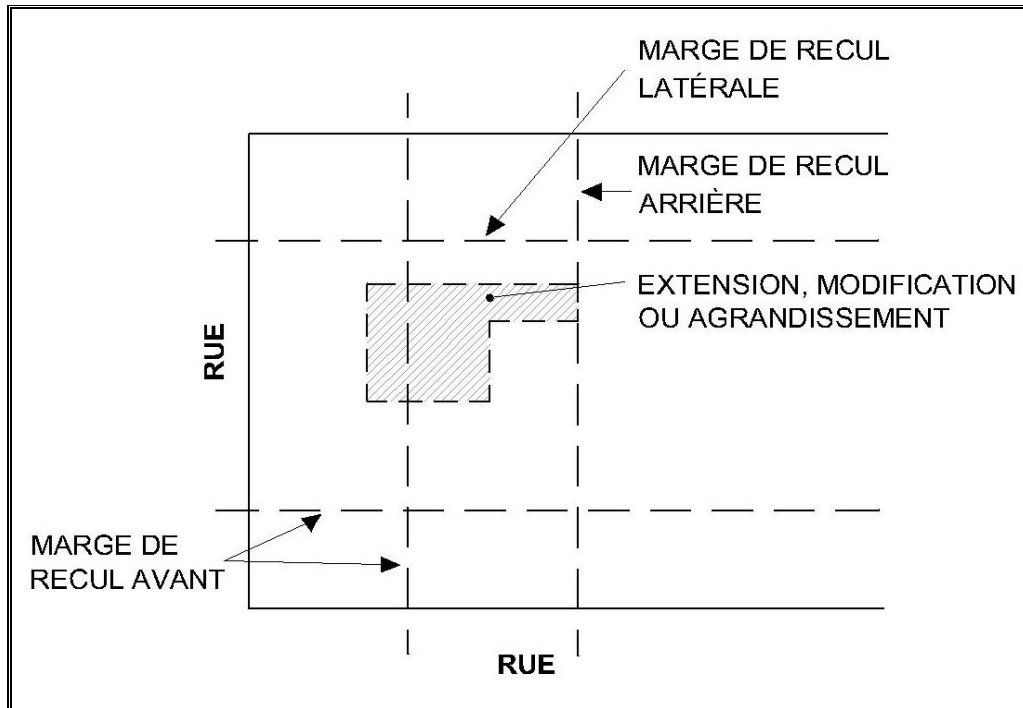 MARGE DE RECUL
LATÉRALE
MARGE DE RECUL
ARRIÈRE
EXTENSION, MODIFICATION
OU AGRANDISSEMENT
RUE
MARGE DE
RECUL AVANT
RUE